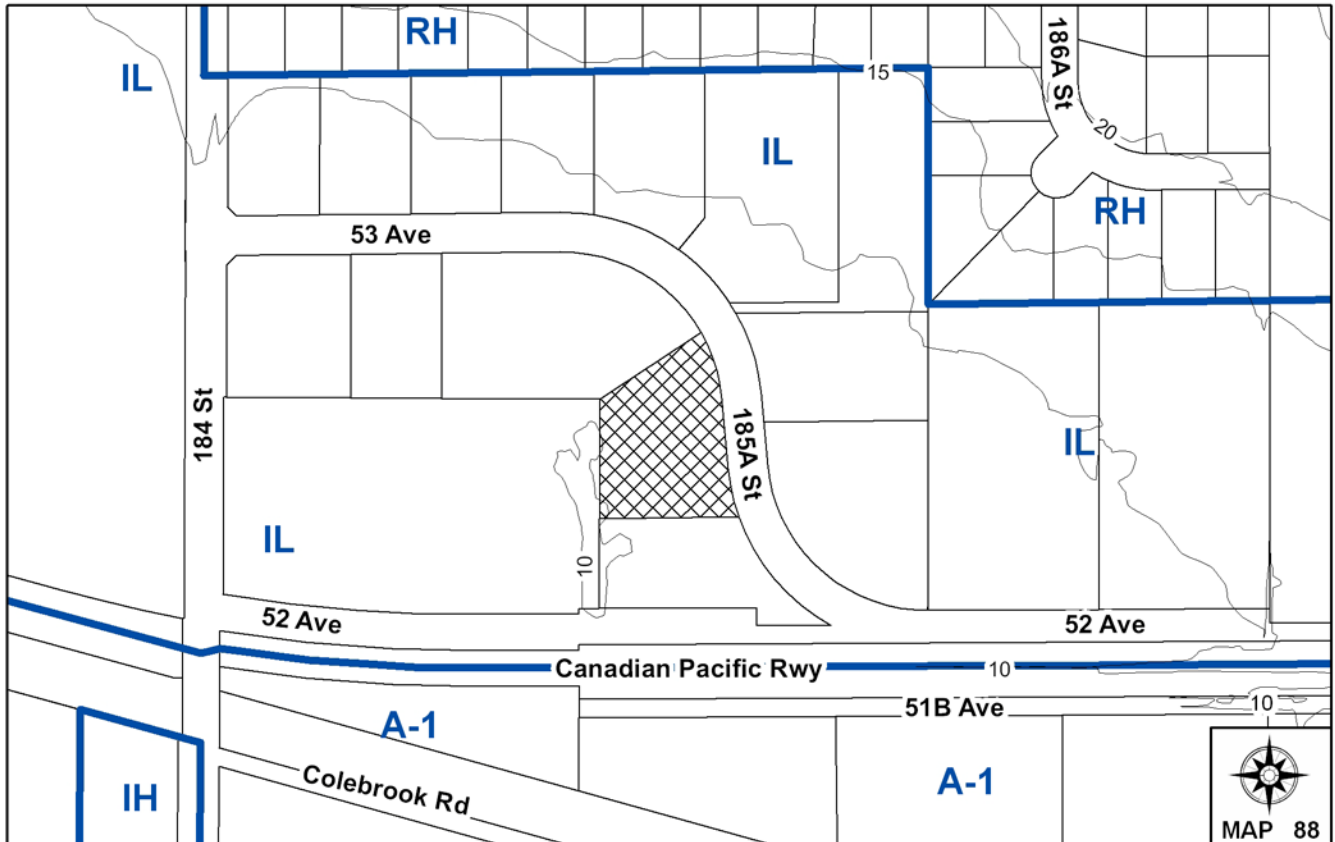 RH
IL
186A St
15
20
IL
RH
53 Ave
184 St
185A St
IL
IL
10
52 Ave
52 Ave
Canadian Pacific Rwy
10
51B Ave
10
A-1
A-1
IH
Colebrook Rd
MAP 88